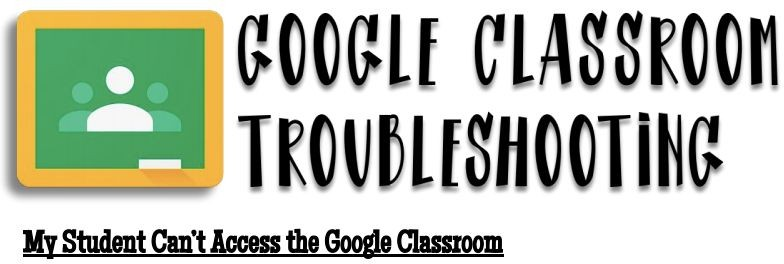 GOOGLE CLASSROOM
TROUBLESHOOTiNG
My Student Can't Access the Google Classroom